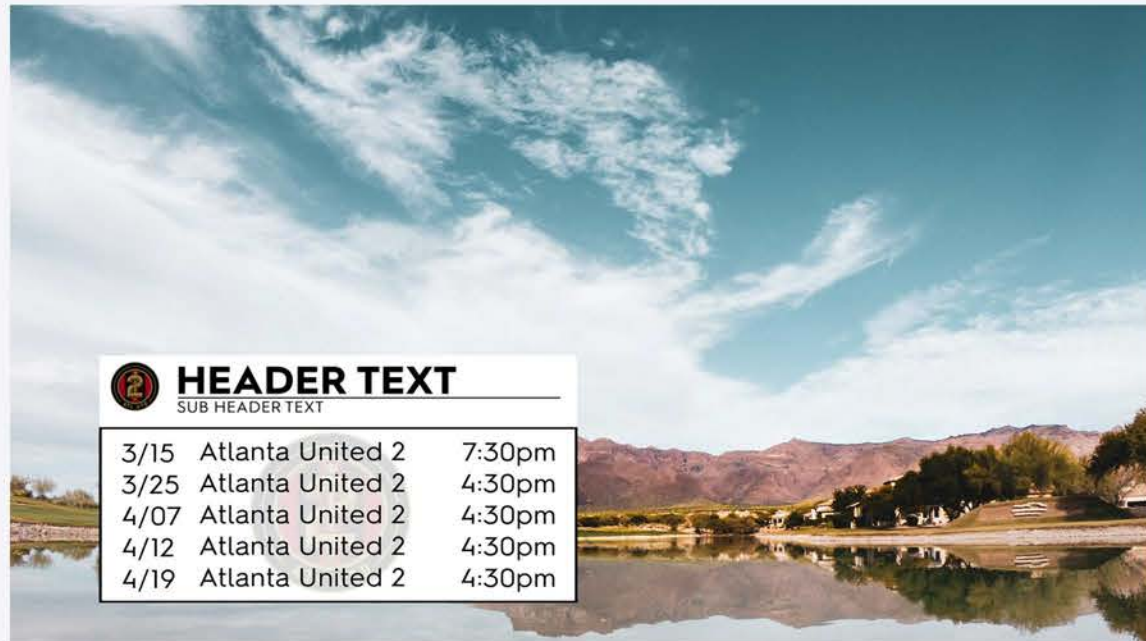 HEADER TEXT
SUB HEADER TEXT
3/15 Atlanta United 2 7:30pm
3/25 Atlanta United 2 4:30pm
4/07 Atlanta United 2 4:30pm
4/12 Atlanta United 2 4:30pm
4/19 Atlanta United 2 4:30pm